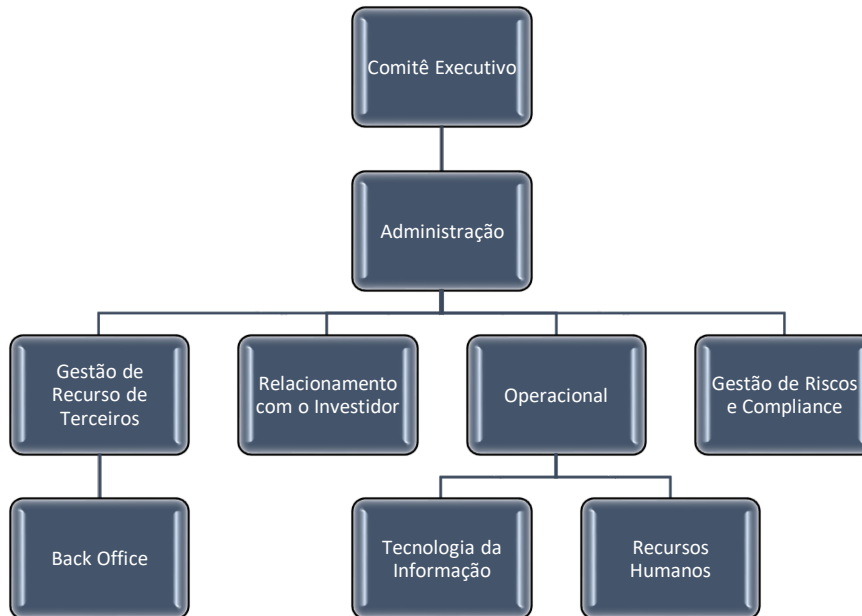 Comitê Executivo
Administração
Gestão de
Recurso de
Terceiros
Relacionamento
com o Investidor
Operacional
Gestão de Riscos
e Compliance
Back Office
Tecnologia da
Informação
Recursos
Humanos